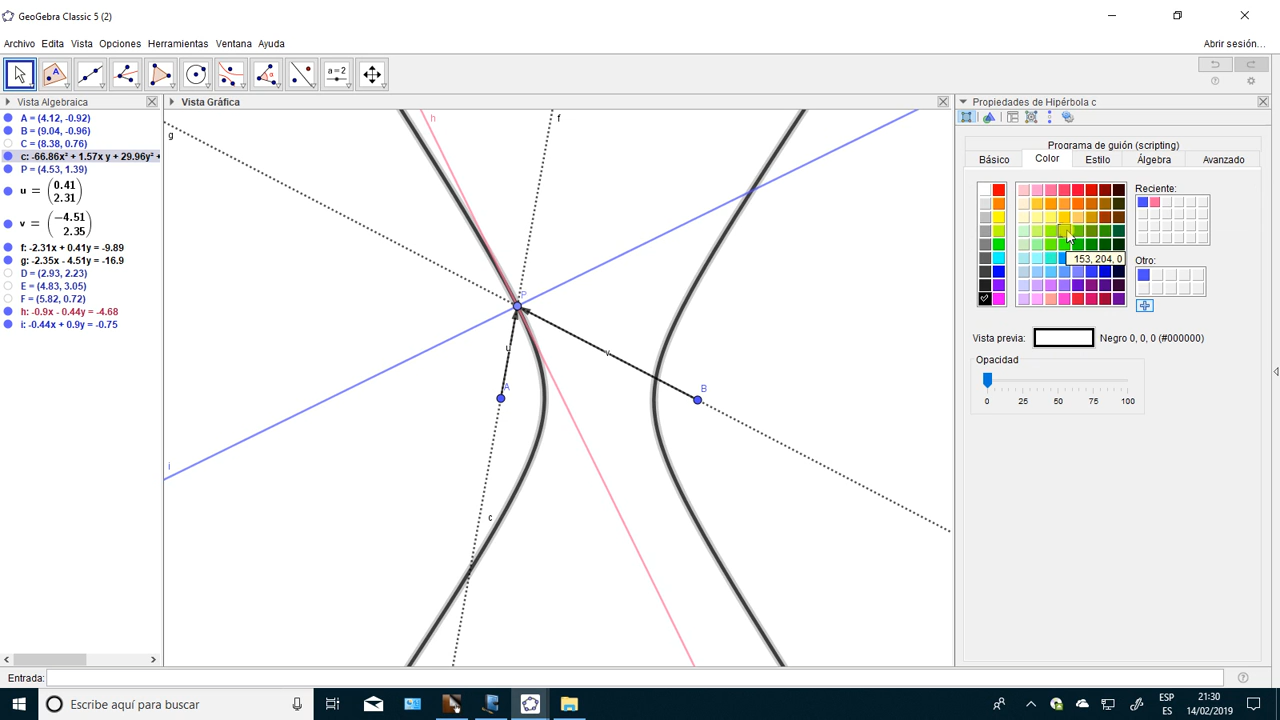 GeoGebra Classic 5 (2)
Archivo Edita Vista Opciones Herramientas Ventana Ayuda
Abrir sesión...
A
a=2
Vista Algebraica
Vista Gráfica
Propiedades de Hipérbola c
A = (4.12, -0.92)
B = (9.04, -0.96)
C = (8.38, 0.76)
c: -66.86x² + 1.57x y + 29.96y² +
P = (4.53, 1.39)
u = (0.41
2.31)
v = (−4.51
2.35)
f: -2.31x + 0.41y = -9.89
g: -2.35x - 4.51y = -16.9
D = (2.93, 2.23)
E = (4.83, 3.05)
F = (5.82, 0.72)
h: -0.9x - 0.44y = -4.68
i: -0.44x + 0.9y = -0.75
g
h
f
P
u
v
A
B
i
c
Programa de guión (scripting)
Básico Color Estilo Álgebra Avanzado
Reciente:
153, 204, 0
Otro:
Vista previa: Negro 0, 0, 0 (#000000)
Opacidad
0 25 50 75 100
Entrada:
Escribe aquí para buscar
ESP
ES
21:30
14/02/2019